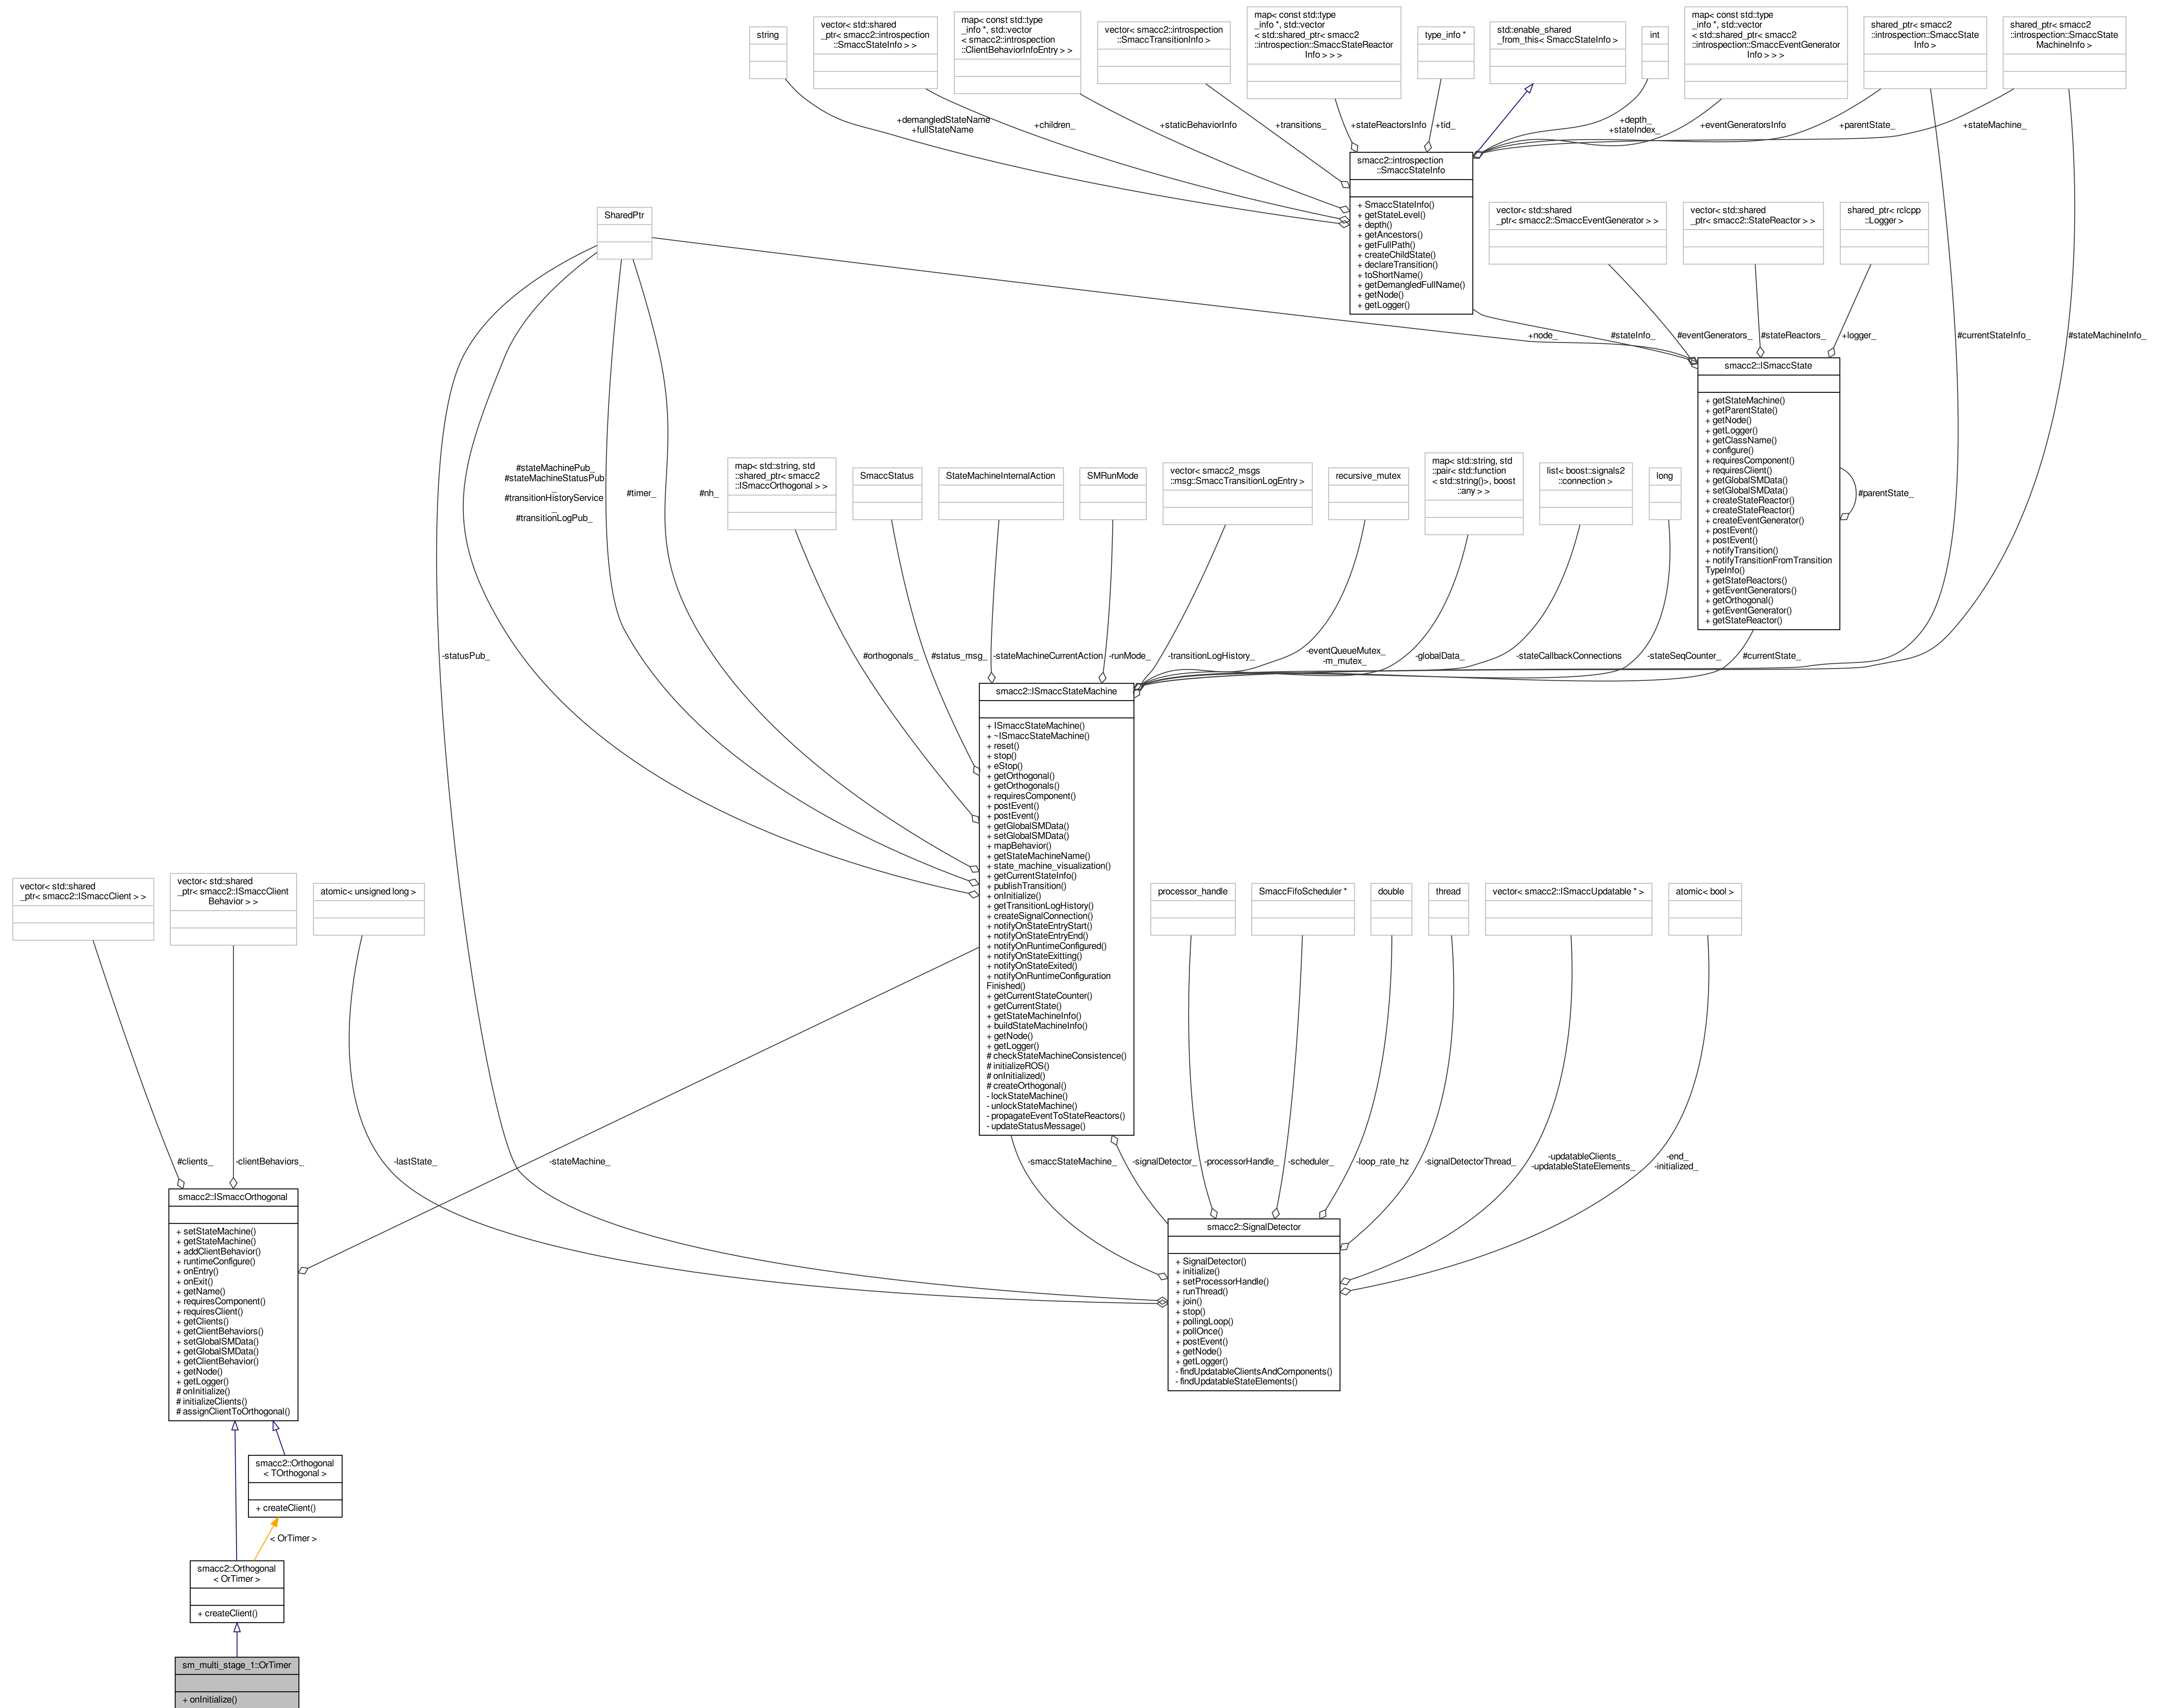 string
vector< std::shared
_ptr< smacc2::introspection
::SmaccStateInfo > >
map< const std::type
_info *, std::vector
< smacc2::introspection
::ClientBehaviorInfoEntry > >
vector< smacc2::introspection
::SmaccTransitionInfo >
map< const std::type
_info *, std::vector
< std::shared_ptr< smacc2
::introspection::SmaccStateReactor
Info > > >
type_info *
std::enable_shared
_from_this< SmaccStateInfo >
int
map< const std::type
_info *, std::vector
< std::shared_ptr< smacc2
::introspection::SmaccEventGenerator
Info > > >
shared_ptr< smacc2
::introspection::SmaccState
Info >
shared_ptr< smacc2
::introspection::SmaccState
MachineInfo >
+demangledStateName
+fullStateName
+children_
+staticBehaviorInfo
+transitions_
+stateReactorsInfo
+tid_
+depth_
+stateIndex_
+eventGeneratorsInfo
+parentState_
+stateMachine_
smacc2::introspection
::SmaccStateInfo
+ SmaccStateInfo()
+ getStateLevel()
+ depth()
+ getAncestors()
+ getFullPath()
+ createChildState()
+ declareTransition()
+ toShortName()
+ getDemangledFullName()
+ getNode()
+ getLogger()
SharedPtr
vector< std::shared
_ptr< smacc2::SmaccEventGenerator > >
vector< std::shared
_ptr< smacc2::StateReactor > >
shared_ptr< rclcpp
::Logger >
+node_
#stateInfo_
#eventGenerators_
#stateReactors_
+logger_
#currentStateInfo_
#stateMachineInfo_
smacc2::ISmaccState
+ getStateMachine()
+ getParentState()
+ getNode()
+ getLogger()
+ getClassName()
+ configure()
+ requiresComponent()
+ requiresClient()
+ getGlobalSMData()
+ setGlobalSMData()
+ createStateReactor()
+ createStateReactor()
+ createEventGenerator()
+ postEvent()
+ postEvent()
+ notifyTransition()
+ notifyTransitionFromTransition
TypeInfo()
+ getStateReactors()
+ getEventGenerators()
+ getOrthogonal()
+ getEventGenerator()
+ getStateReactor()
#parentState_
#stateMachinePub_
#stateMachineStatusPub
_
#transitionHistoryService
_
#transitionLogPub_
#timer_
#nh_
map< std::string, std
::shared_ptr< smacc2
::ISmaccOrthogonal > >
SmaccStatus
StateMachineInternalAction
SMRunMode
vector< smacc2_msgs
::msg::SmaccTransitionLogEntry >
recursive_mutex
map< std::string, std
::pair< std::function
< std::string()>, boost
::any > >
list< boost::signals2
::connection >
long
-statusPub_
#orthogonals_
#status_msg_
-stateMachineCurrentAction
-runMode_
-transitionLogHistory_
-eventQueueMutex_
-m_mutex_
-globalData_
-stateCallbackConnections
-stateSeqCounter_
#currentState_
smacc2::ISmaccStateMachine
+ ISmaccStateMachine()
+ ~ISmaccStateMachine()
+ reset()
+ stop()
+ eStop()
+ getOrthogonal()
+ getOrthogonals()
+ requiresComponent()
+ postEvent()
+ postEvent()
+ getGlobalSMData()
+ setGlobalSMData()
+ mapBehavior()
+ getStateMachineName()
+ state_machine_visualization()
+ getCurrentStateInfo()
+ publishTransition()
+ onInitialize()
+ getTransitionLogHistory()
+ createSignalConnection()
+ notifyOnStateEntryStart()
+ notifyOnStateEntryEnd()
+ notifyOnRuntimeConfigured()
+ notifyOnStateExitting()
+ notifyOnStateExited()
+ notifyOnRuntimeConfiguration
Finished()
+ getCurrentStateCounter()
+ getCurrentState()
+ getStateMachineInfo()
+ buildStateMachineInfo()
+ getNode()
+ getLogger()
# checkStateMachineConsistence()
# initializeROS()
# onInitialized()
# createOrthogonal()
- lockStateMachine()
- unlockStateMachine()
- propagateEventToStateReactors()
- updateStatusMessage()
vector< std::shared
_ptr< smacc2::ISmaccClient > >
vector< std::shared
_ptr< smacc2::ISmaccClient
Behavior > >
atomic< unsigned long >
processor_handle
SmaccFifoScheduler *
double
thread
vector< smacc2::ISmaccUpdatable * >
atomic< bool >
#clients_
-clientBehaviors_
-lastState_
-stateMachine_
-smaccStateMachine_
-signalDetector_
-processorHandle_
-scheduler_
-loop_rate_hz
-signalDetectorThread_
-updatableClients_
-updatableStateElements_
-end_
-initialized_
smacc2::ISmaccOrthogonal
+ setStateMachine()
+ getStateMachine()
+ addClientBehavior()
+ runtimeConfigure()
+ onEntry()
+ onExit()
+ getName()
+ requiresComponent()
+ requiresClient()
+ getClients()
+ getClientBehaviors()
+ setGlobalSMData()
+ getGlobalSMData()
+ getClientBehavior()
+ getNode()
+ getLogger()
# onInitialize()
# initializeClients()
# assignClientToOrthogonal()
smacc2::SignalDetector
+ SignalDetector()
+ initialize()
+ setProcessorHandle()
+ runThread()
+ join()
+ stop()
+ pollingLoop()
+ pollOnce()
+ postEvent()
+ getNode()
+ getLogger()
- findUpdatableClientsAndComponents()
- findUpdatableStateElements()
smacc2::Orthogonal
< TOrthogonal >
+ createClient()
< OrTimer >
smacc2::Orthogonal
< OrTimer >
+ createClient()
sm_multi_stage_1::OrTimer
+ onInitialize()